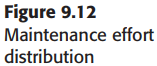 Figure 9.12
Maintenance effort
distribution